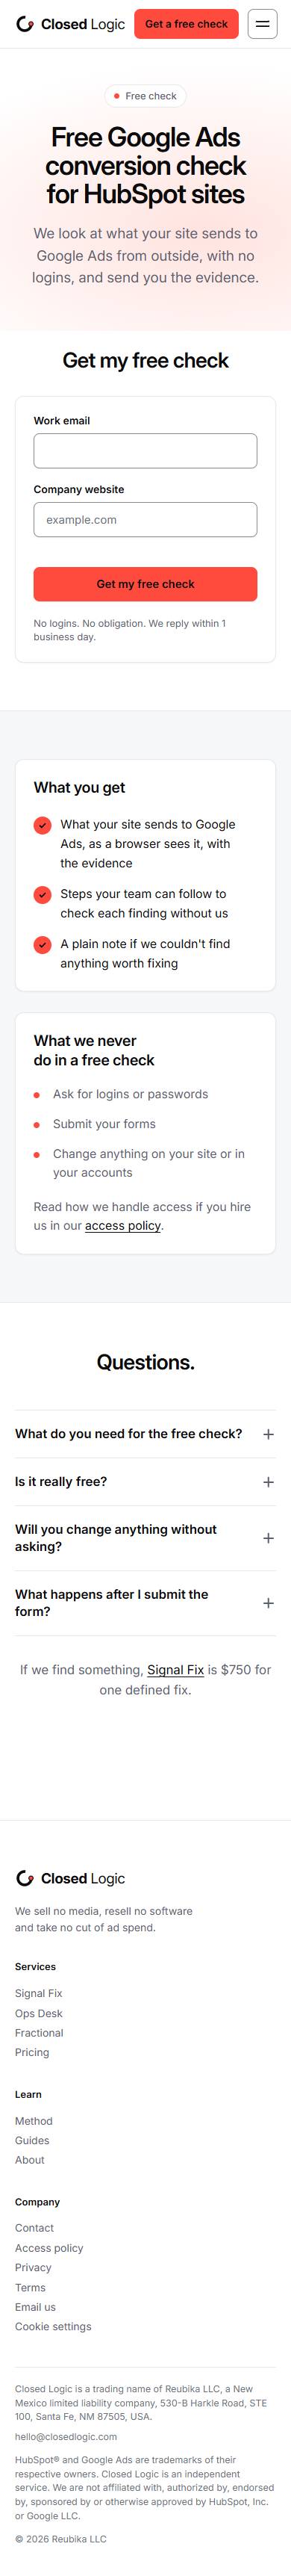 Closed Logic
Get a free check
Free check
Free Google Ads
conversion check
for HubSpot sites
We look at what your site sends to
Google Ads from outside, with no
logins, and send you the evidence.
Get my free check
Work email
Company website
example.com
Get my free check
No logins. No obligation. We reply within 1
business day.
What you get
What your site sends to Google
Ads, as a browser sees it, with
the evidence
Steps your team can follow to
check each finding without us
A plain note if we couldn't find
anything worth fixing
What we never
do in a free check
Ask for logins or passwords
Submit your forms
Change anything on your site or in
your accounts
Read how we handle access if you hire
us in our access policy.
Questions.
What do you need for the free check?
Is it really free?
Will you change anything without
asking?
What happens after I submit the
form?
If we find something, Signal Fix is $750 for
one defined fix.
Closed Logic
We sell no media, resell no software
and take no cut of ad spend.
Services
Signal Fix
Ops Desk
Fractional
Pricing
Learn
Method
Guides
About
Company
Contact
Access policy
Privacy
Terms
Email us
Cookie settings
Closed Logic is a trading name of Reubika LLC, a New
Mexico limited liability company, 530-B Harkle Road, STE
100, Santa Fe, NM 87505, USA.
hello@closedlogic.com
HubSpot® and Google Ads are trademarks of their
respective owners. Closed Logic is an independent
service. We are not affiliated with, authorized by, endorsed
by, sponsored by or otherwise approved by HubSpot, Inc.
or Google LLC.
© 2026 Reubika LLC